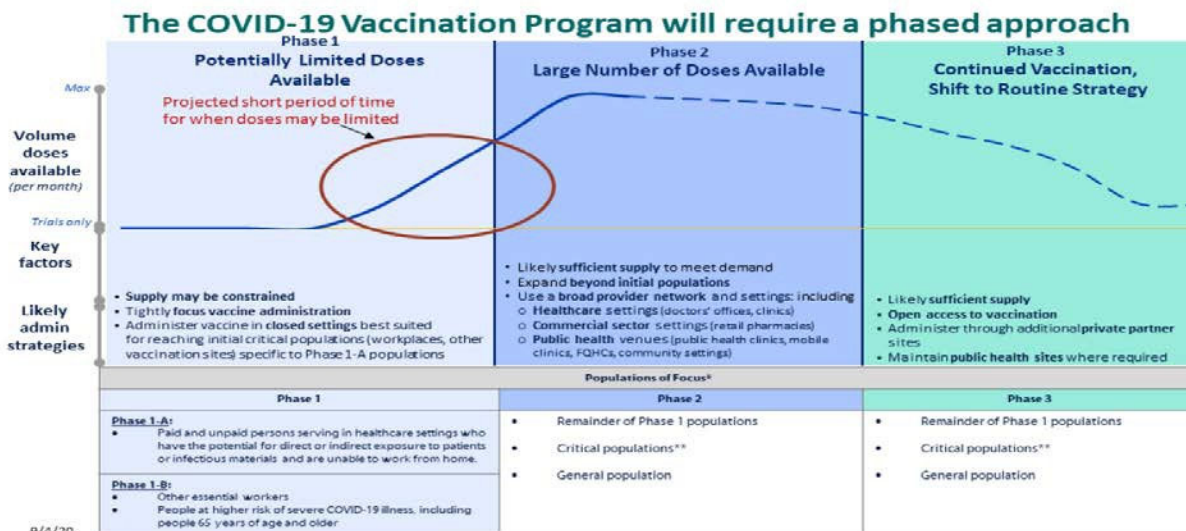 The COVID-19 Vaccination Program will require a phased approach
Phase 1
Potentially Limited Doses
Available
Projected short period of time
for when doses may be limited
Phase 2
Large Number of Doses Available
Phase 3
Continued Vaccination,
Shift to Routine Strategy
Max
Volume
doses
available
(per month)
Trials only
Key
factors
Likely
admin
strategies
• Supply may be constrained
• Tightly focus vaccine administration
• Administer vaccine in closed settings best suited
for reaching initial critical populations (workplaces, other
vaccination sites) specific to Phase 1-A populations
• Likely sufficient supply to meet demand
• Expand beyond initial populations
• Use a broad provider network and settings: including
o Healthcare settings (doctors' offices, clinics)
o Commercial sector settings (retail pharmacies)
o Public health venues (public health clinics, mobile
clinics, FQHCs, community settings)
• Likely sufficient supply
• Open access to vaccination
• Administer through additional private partner
sites
• Maintain public health sites where required
Populations of Focus*
Phase 1
Phase 2
Phase 3
Phase 1-A:
• Paid and unpaid persons serving in healthcare settings who
have the potential for direct or indirect exposure to patients
or infectious materials and are unable to work from home.
Phase 1-B:
• Other essential workers
• People at higher risk of severe COVID-19 illness, including
people 65 years of age and older
• Remainder of Phase 1 populations
• Critical populations**
• General population
• Remainder of Phase 1 populations
• Critical populations**
• General population